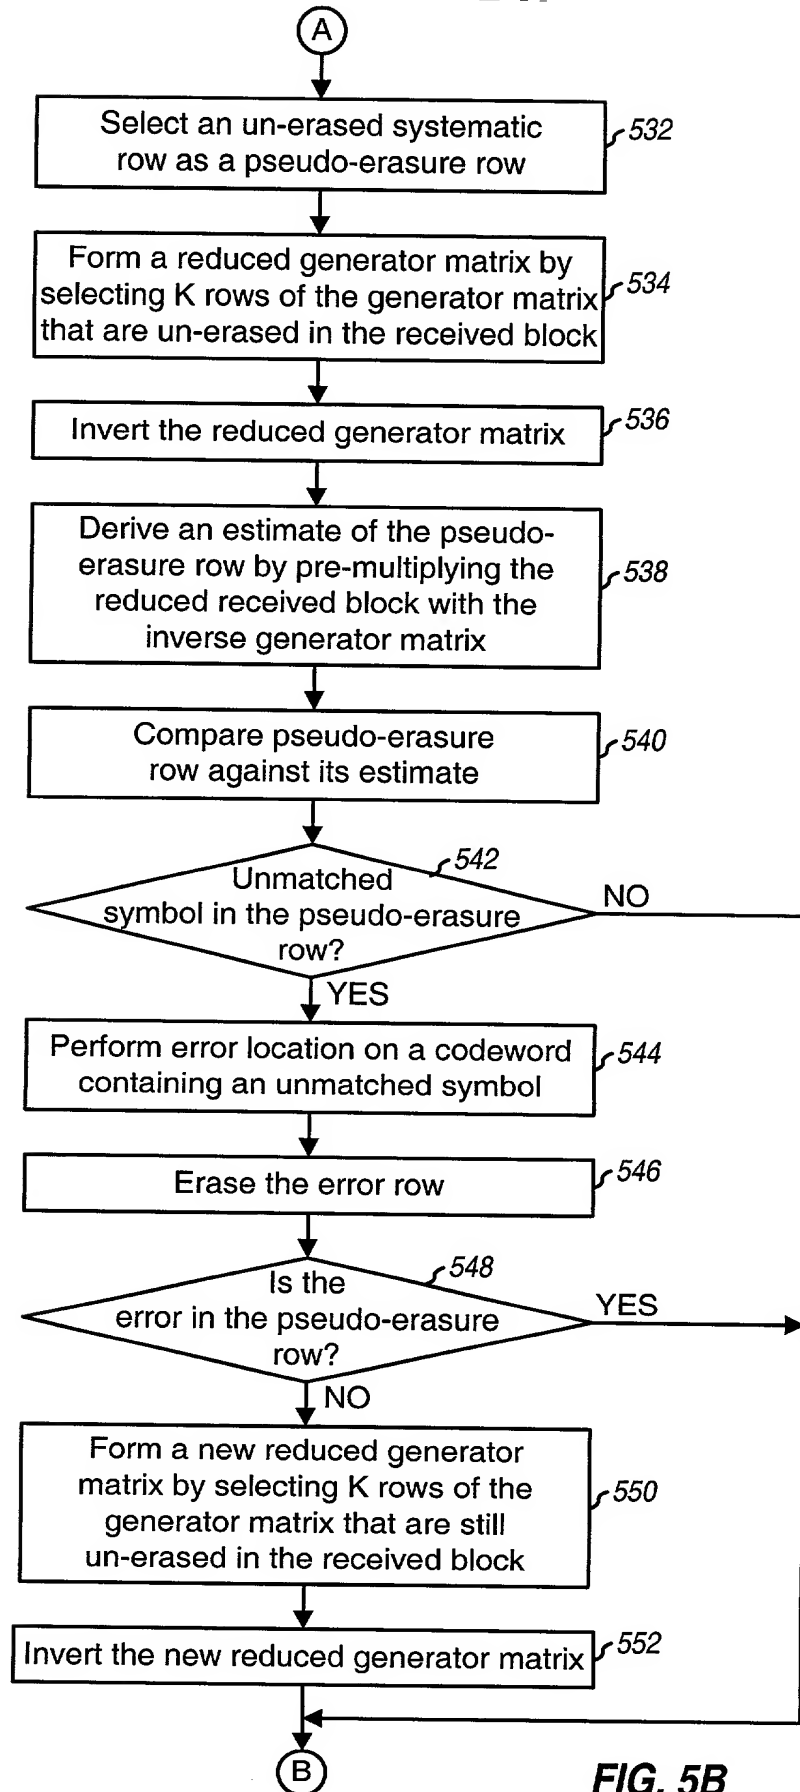 A
Select an un-erased systematic
row as a pseudo-erasure row
532
Form a reduced generator matrix by
selecting K rows of the generator matrix
that are un-erased in the received block
534
Invert the reduced generator matrix
536
Derive an estimate of the pseudo-
erasure row by pre-multiplying the
reduced received block with the
inverse generator matrix
538
Compare pseudo-erasure
row against its estimate
540
542
Unmatched
symbol in the pseudo-erasure
row?
NO
YES
Perform error location on a codeword
containing an unmatched symbol
544
Erase the error row
546
548
Is the
error in the pseudo-erasure
row?
YES
NO
Form a new reduced generator
matrix by selecting K rows of the
generator matrix that are still
un-erased in the received block
550
Invert the new reduced generator matrix
552
B
FIG. 5B